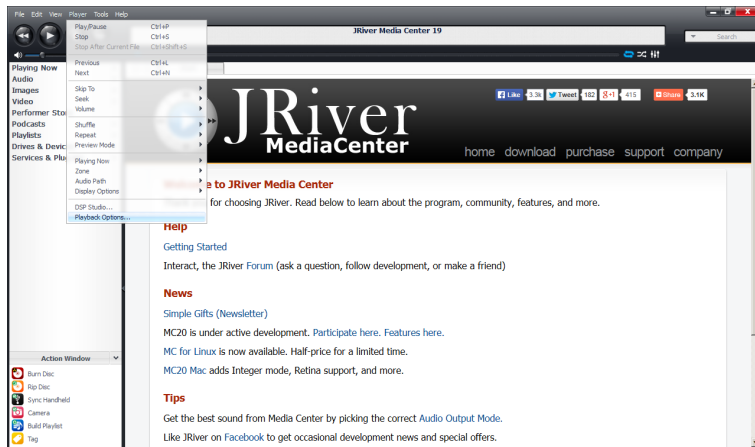 File Edit View Player Tools Help
JRiver Media Center 19
Search
Play/Pause Ctrl+P
Stop Ctrl+S
Stop After Current File Ctrl+Shift+S
Previous Ctrl+L
Next Ctrl+N
Skip To
Seek
Volume
Shuffle
Repeat
Preview Mode
Playing Now
Zone
Audio Path
Display Options
DSP Studio...
Playback Options...
Playing Now
Audio
Images
Video
Performer Sto
Podcasts
Playlists
Drives & Devic
Services & Plu
Action Window
Burn Disc
Rip Disc
Sync Handheld
Camera
Build Playlist
Tag
Like 3.3k Tweet 182 g+1 415 Share 3.1K
JRiver
MediaCenter
home download purchase support company
e to JRiver Media Center
for choosing JRiver. Read below to learn about the program, community, features, and more.
Help
Getting Started
Interact, the JRiver Forum (ask a question, follow development, or make a friend)
News
Simple Gifts (Newsletter)
MC20 is under active development. Participate here. Features here.
MC for Linux is now available. Half-price for a limited time.
MC20 Mac adds Integer mode, Retina support, and more.
Tips
Get the best sound from Media Center by picking the correct Audio Output Mode.
Like JRiver on Facebook to get occasional development news and special offers.